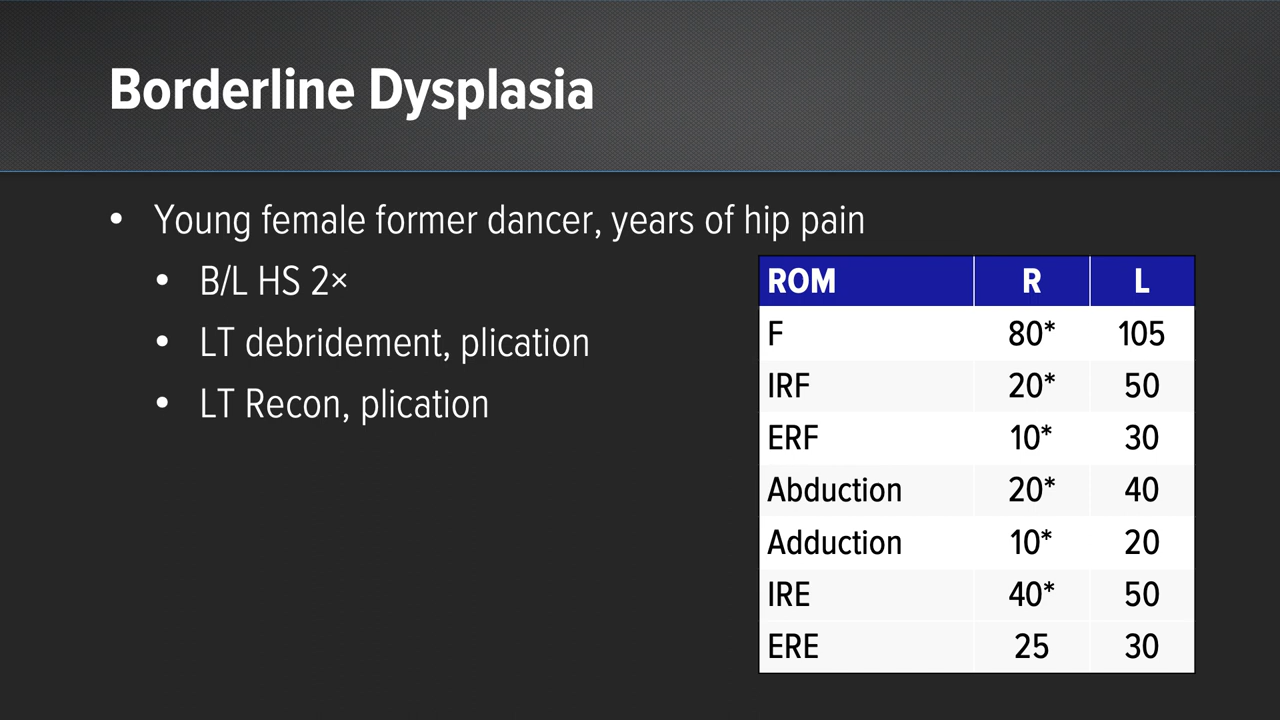 Borderline Dysplasia
• Young female former dancer, years of hip pain
• B/L HS 2×
• LT debridement, plication
• LT Recon, plication
ROM R L
F 80* 105
IRF 20* 50
ERF 10* 30
Abduction 20* 40
Adduction 10* 20
IRE 40* 50
ERE 25 30